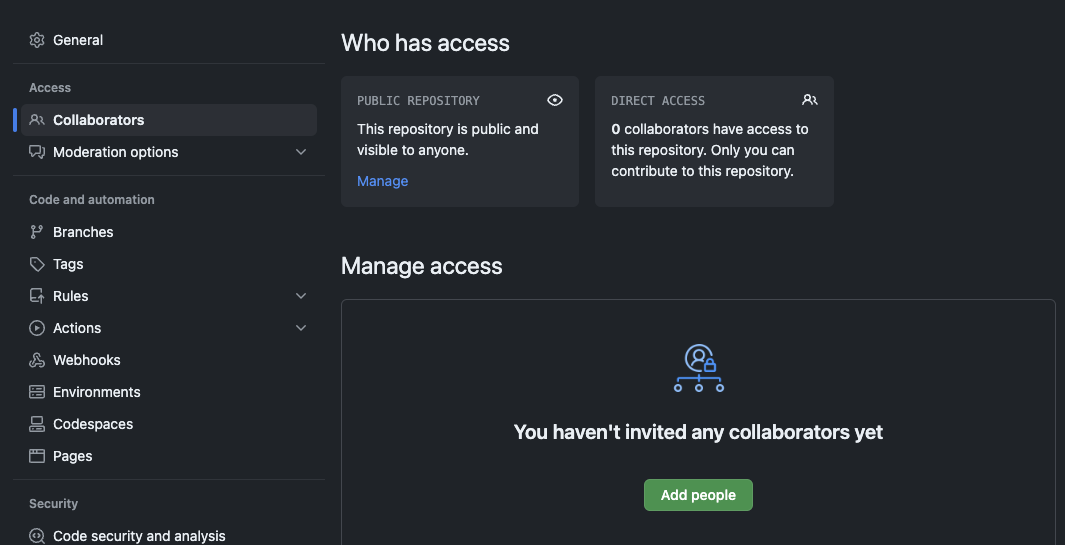 General
Access
Collaborators
Moderation options
Code and automation
Branches
Tags
Rules
Actions
Webhooks
Environments
Codespaces
Pages
Security
Code security and analysis
Who has access
PUBLIC REPOSITORY
This repository is public and
visible to anyone.
Manage
DIRECT ACCESS
0 collaborators have access to
this repository. Only you can
contribute to this repository.
Manage access
You haven't invited any collaborators yet
Add people